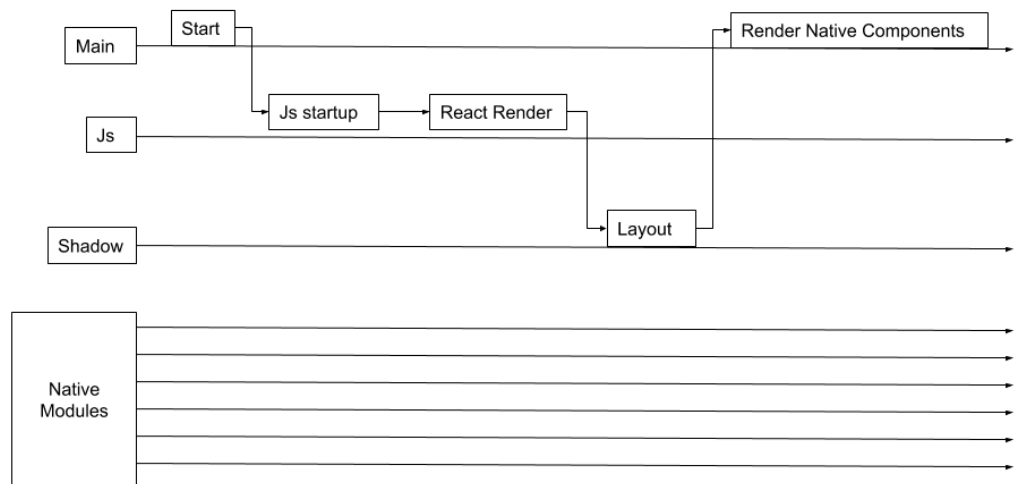 Start
Render Native Components
Main
Js startup
React Render
Js
Layout
Shadow
Native
Modules